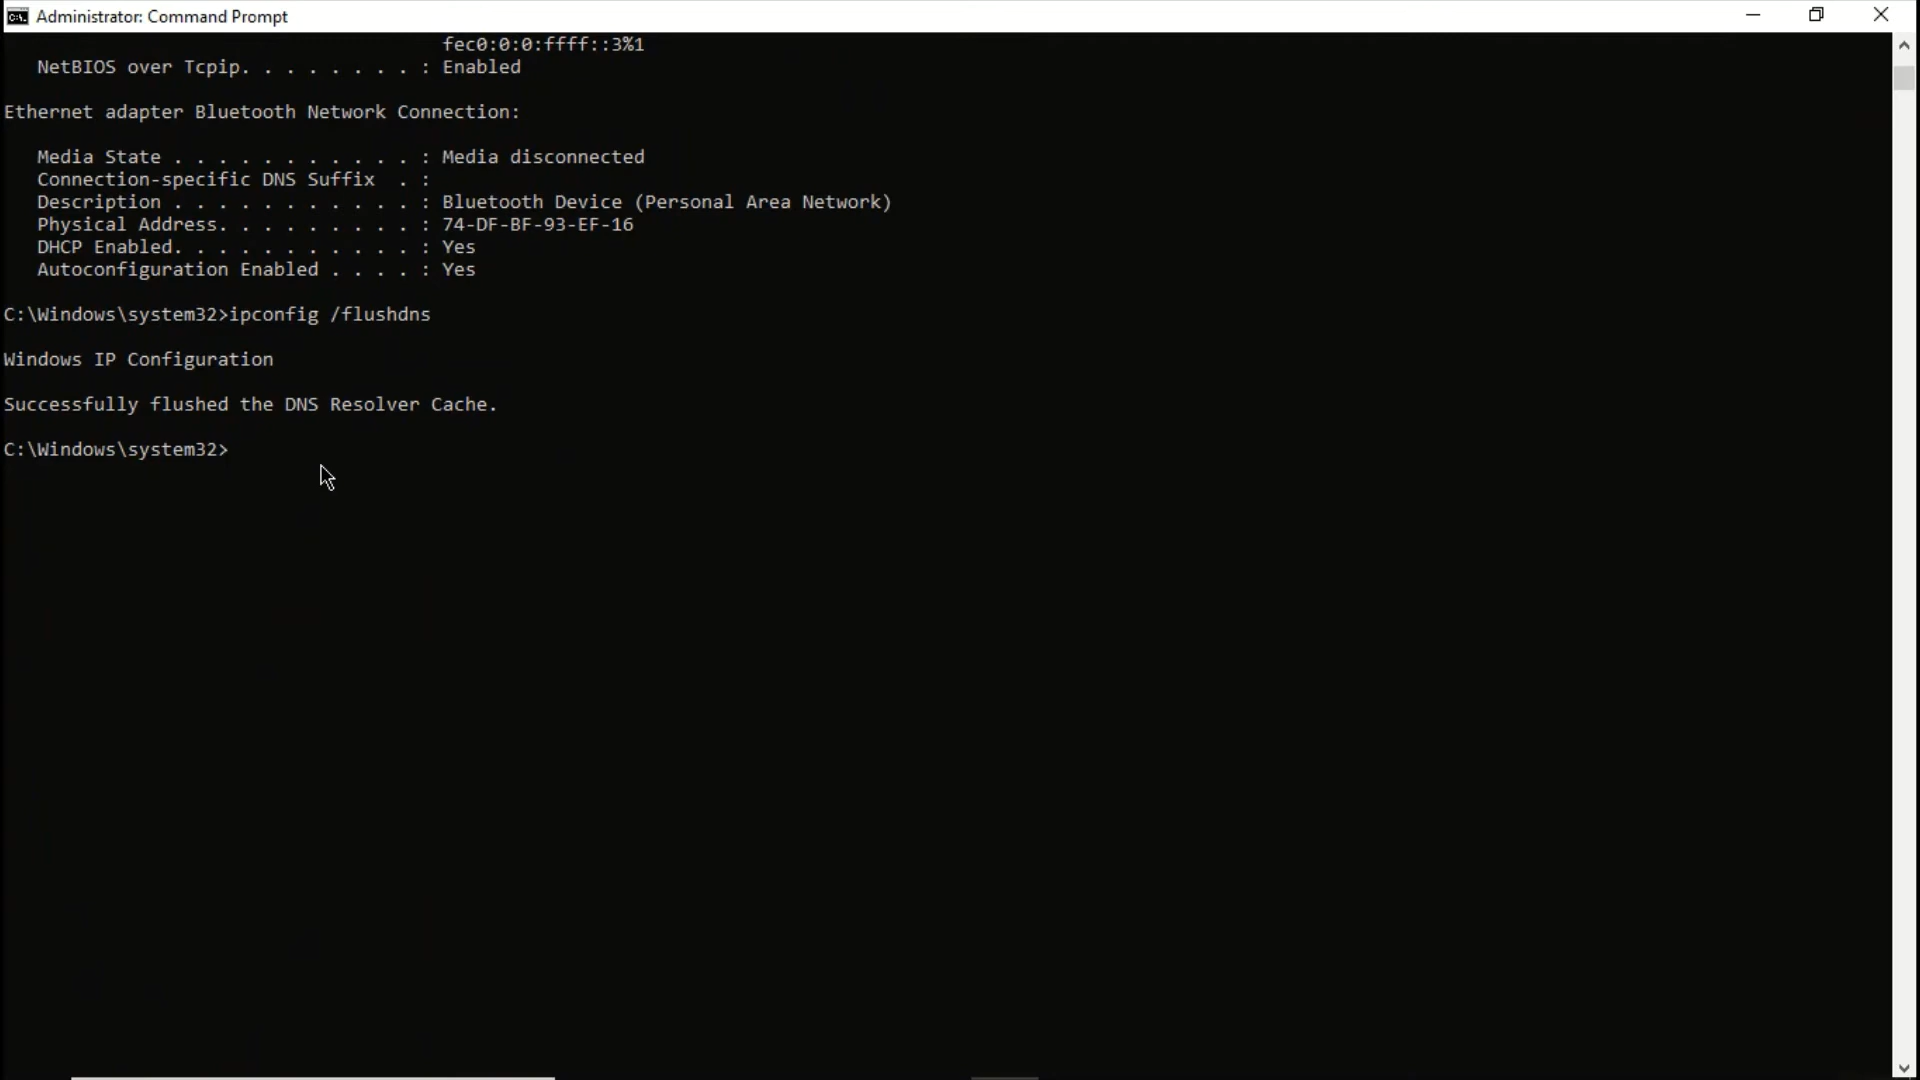 Administrator: Command Prompt
fec0:0:0:ffff::3%1
NetBIOS over Tcpip. . . . . . . . : Enabled
Ethernet adapter Bluetooth Network Connection:
Media State . . . . . . . . . . . : Media disconnected
Connection-specific DNS Suffix  . :
Description . . . . . . . . . . . : Bluetooth Device (Personal Area Network)
Physical Address. . . . . . . . . : 74-DF-BF-93-EF-16
DHCP Enabled. . . . . . . . . . . : Yes
Autoconfiguration Enabled . . . . : Yes
C:\Windows\system32>ipconfig /flushdns
Windows IP Configuration
Successfully flushed the DNS Resolver Cache.
C:\Windows\system32>